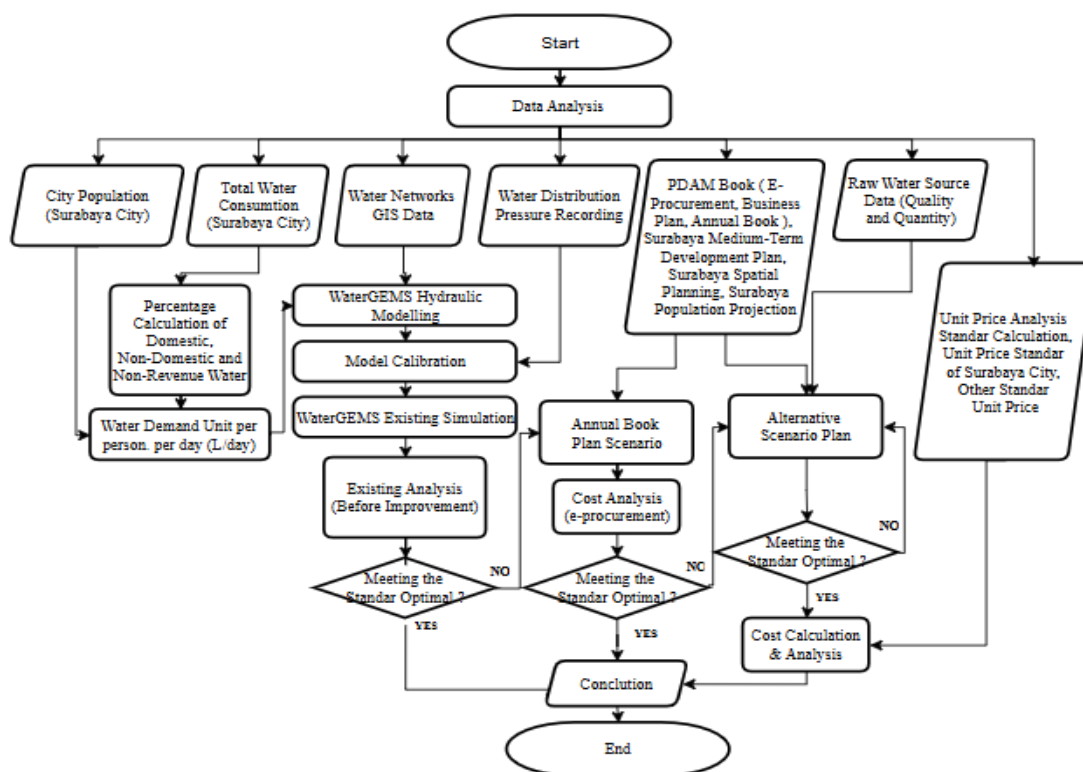 Start
Data Analysis
City Population
(Surabaya City)
Total Water
Consumtion
(Surabaya City)
Water Networks
GIS Data
Water Distribution
Pressure Recording
PDAM Book ( E-
Procurement, Business
Plan, Annual Book ),
Surabaya Medium-Term
Development Plan,
Surabaya Spatial
Planning, Surabaya
Population Projection
Raw Water Source
Data (Quality
and Quantity)
Unit Price Analysis
Standar Calculation,
Unit Price Standar
of Surabaya City,
Other Standar
Unit Price
Percentage
Calculation of
Domestic,
Non-Domestic and
Non-Revenue Water
WaterGEMS Hydraulic
Modelling
Model Calibration
Water Demand Unit per
person. per day (L/day)
WaterGEMS Existing Simulation
Annual Book
Plan Scenario
Alternative
Scenario Plan
Existing Analysis
(Before Improvement)
Cost Analysis
(e-procurement)
Meeting the
Standar Optimal ?
NO
YES
Meeting the
Standar Optimal ?
NO
YES
Meeting the
Standar Optimal ?
NO
YES
Cost Calculation
& Analysis
Conclution
End